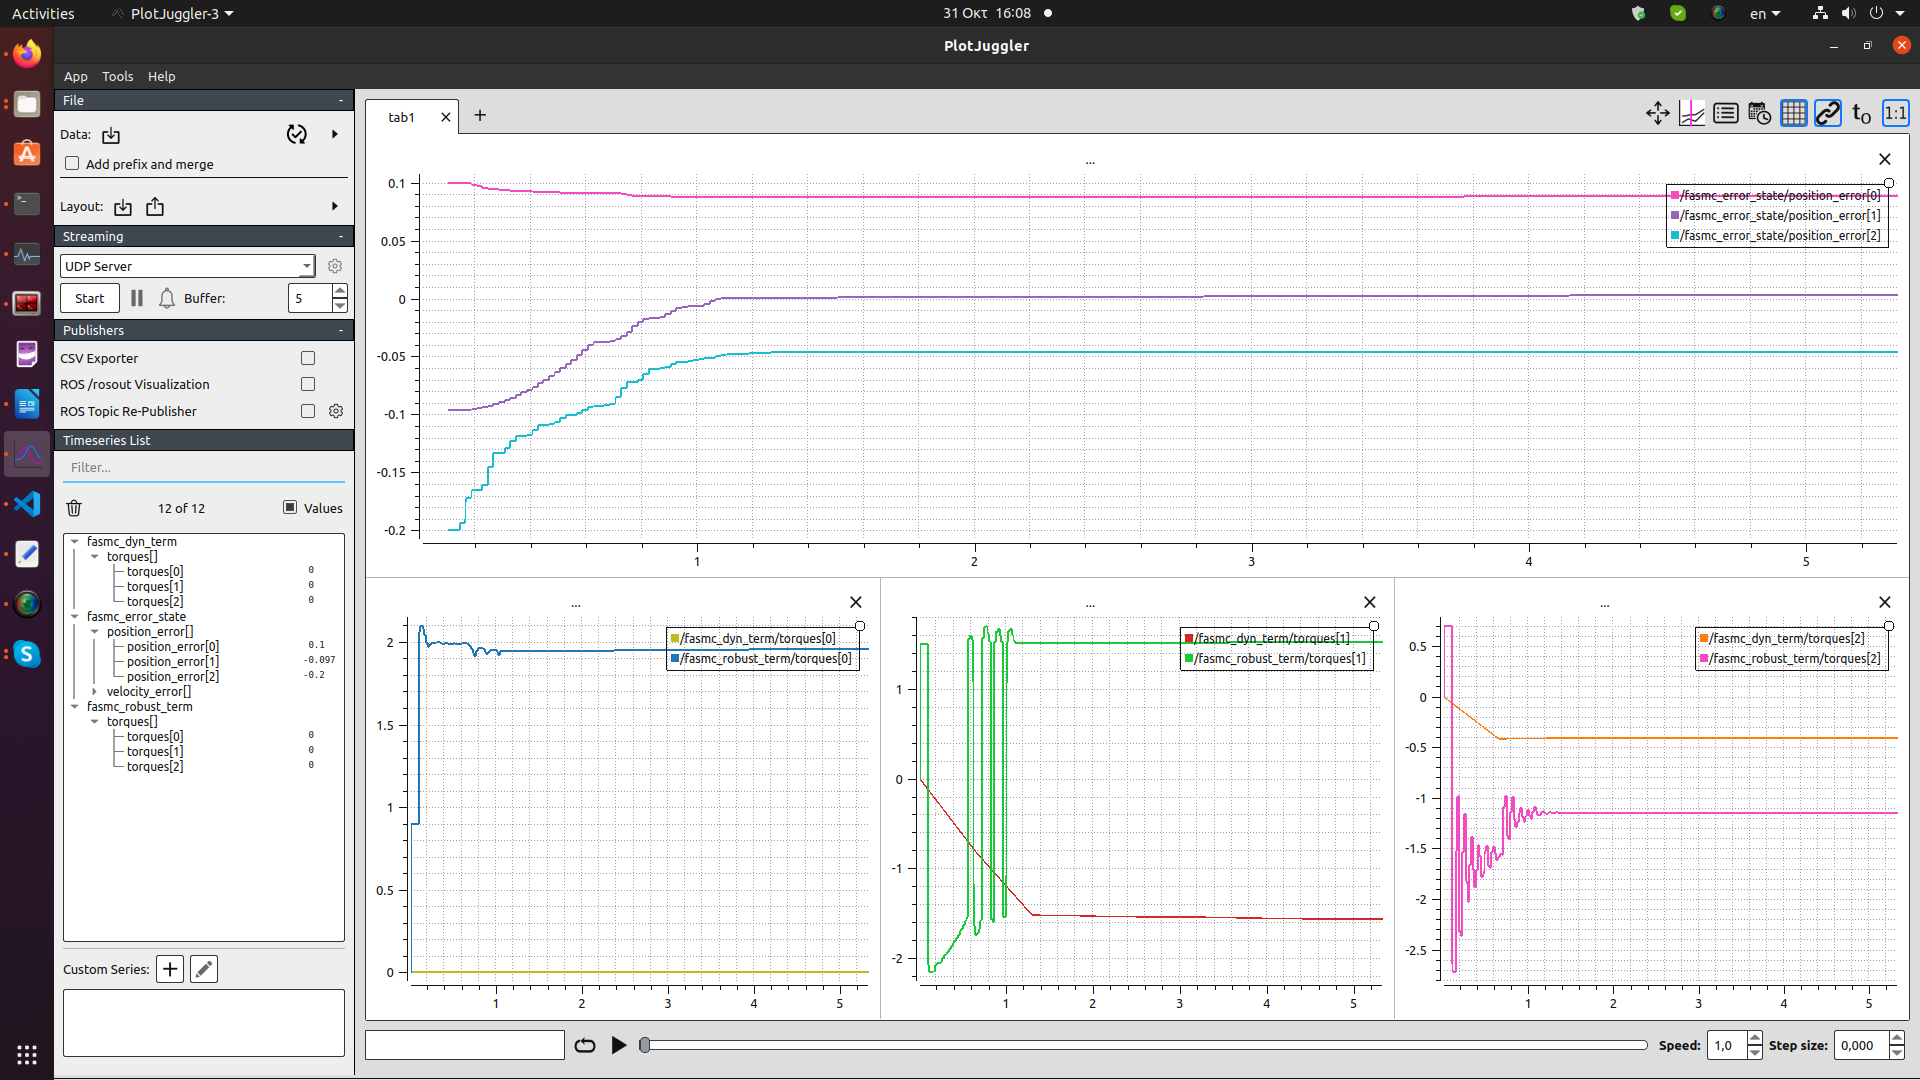 Activities
PlotJuggler-3
31 Οκτ 16:08
en
PlotJuggler
App Tools Help
File -
Data:
Add prefix and merge
Layout:
Streaming -
UDP Server
Start
Buffer:
5
Publishers -
CSV Exporter
ROS /rosout Visualization
ROS Topic Re-Publisher
Timeseries List
Filter...
12 of 12
Values
fasmc_dyn_term
torques[]
torques[0] 0
torques[1] 0
torques[2] 0
fasmc_error_state
position_error[]
position_error[0] 0.1
position_error[1] -0.097
position_error[2] -0.2
velocity_error[]
fasmc_robust_term
torques[]
torques[0] 0
torques[1] 0
torques[2] 0
Custom Series:
tab1
+
t0
1:1
...
0.1
0.05
0
-0.05
-0.1
-0.15
-0.2
1 2 3 4 5
/fasmc_error_state/position_error[0]
/fasmc_error_state/position_error[1]
/fasmc_error_state/position_error[2]
...
2
1.5
1
0.5
0
1 2 3 4 5
/fasmc_dyn_term/torques[0]
/fasmc_robust_term/torques[0]
...
1
0
-1
-2
1 2 3 4 5
/fasmc_dyn_term/torques[1]
/fasmc_robust_term/torques[1]
...
0.5
0
-0.5
-1
-1.5
-2
-2.5
1 2 3 4 5
/fasmc_dyn_term/torques[2]
/fasmc_robust_term/torques[2]
Speed: 1,0 Step size: 0,000